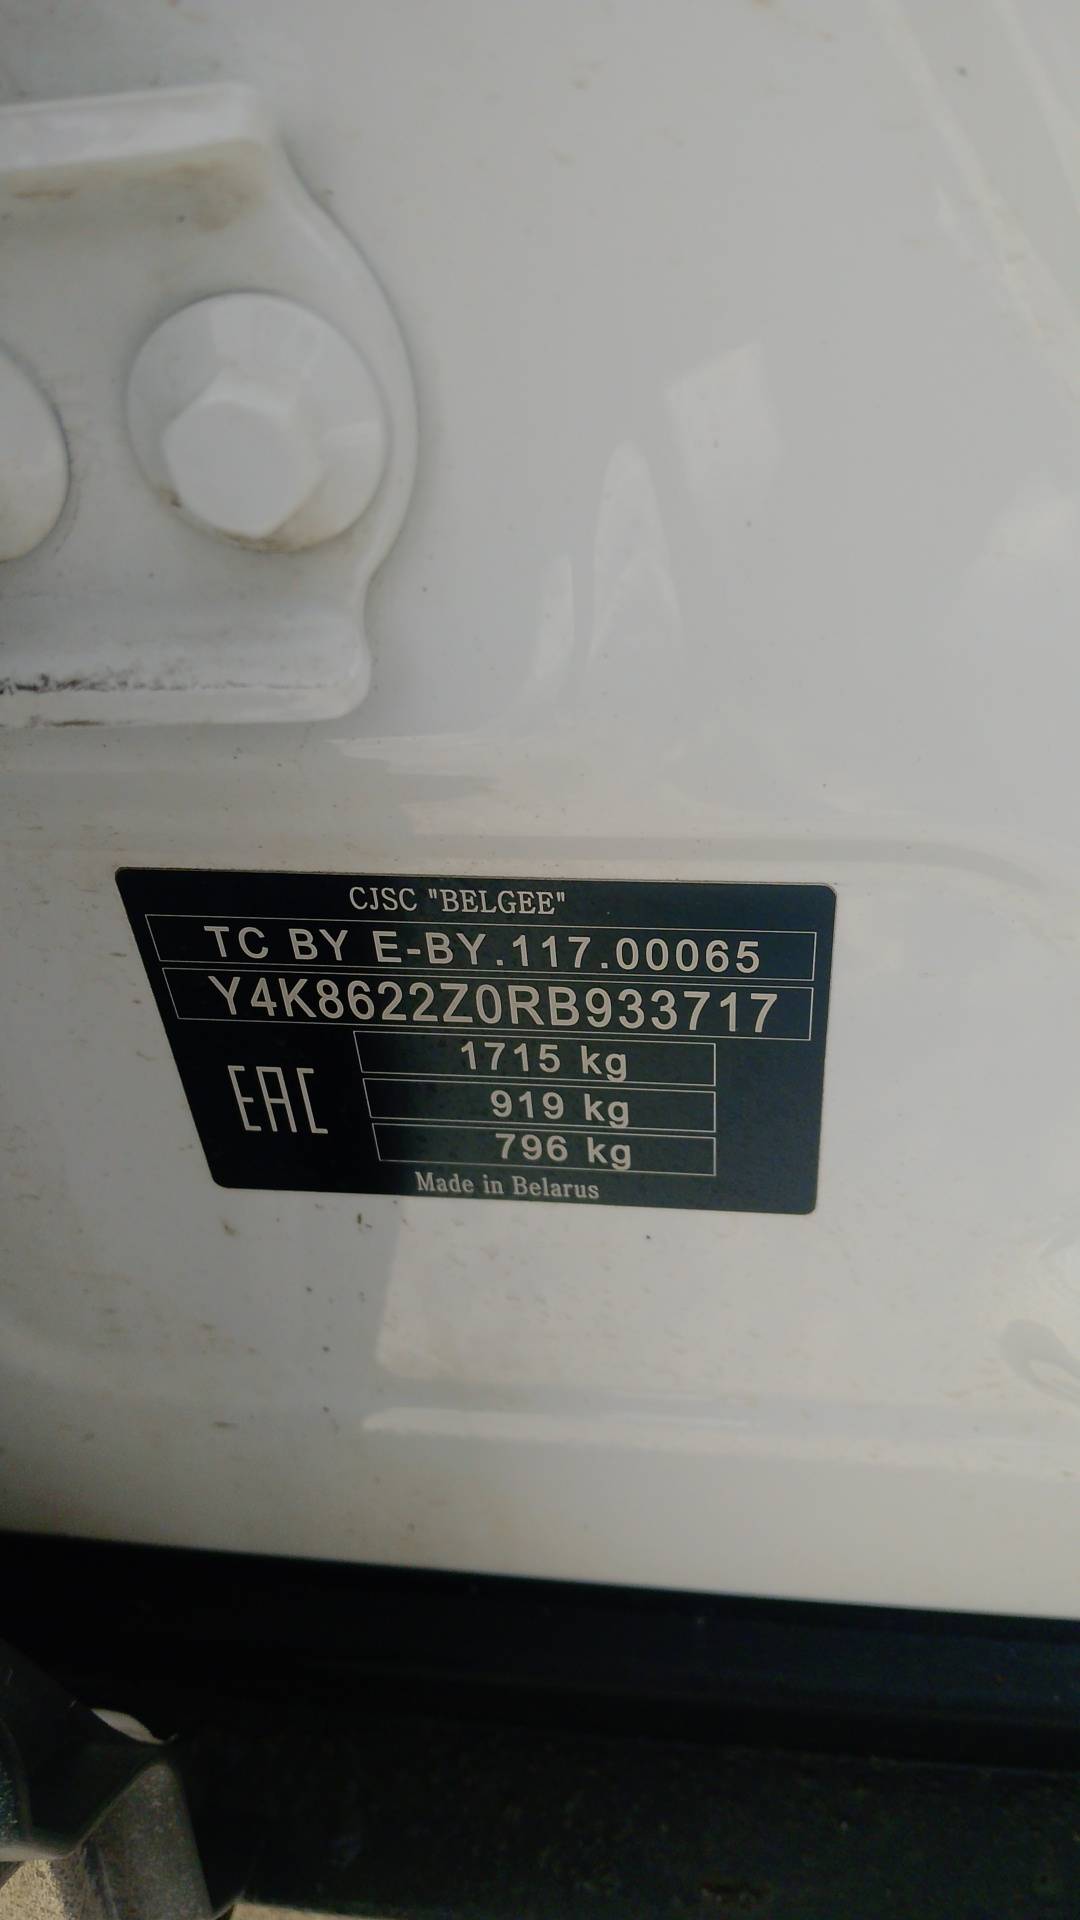 CJSC "BELGEE"
TC BY E-BY.117.00065
Y4K8622Z0RB933717
1715 kg
919 kg
EAC
796 kg
Made in Belarus